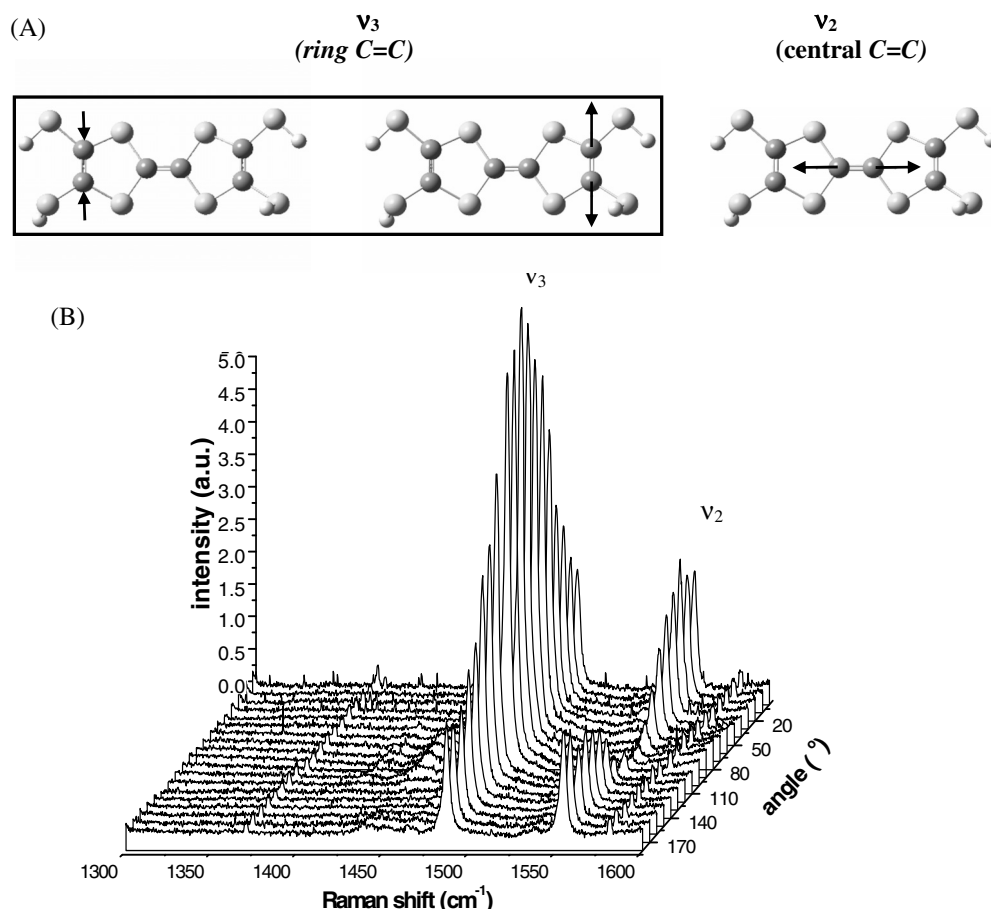 (A)
ν3
(ring C=C)
ν2
(central C=C)
(B)
ν3
ν2
5.0
4.5
4.0
3.5
3.0
2.5
2.0
1.5
1.0
0.5
0.0
intensity (a.u.)
20
50
80
110
140
170
angle (°)
1300
1350
1400
1450
1500
1550
1600
Raman shift (cm-1)